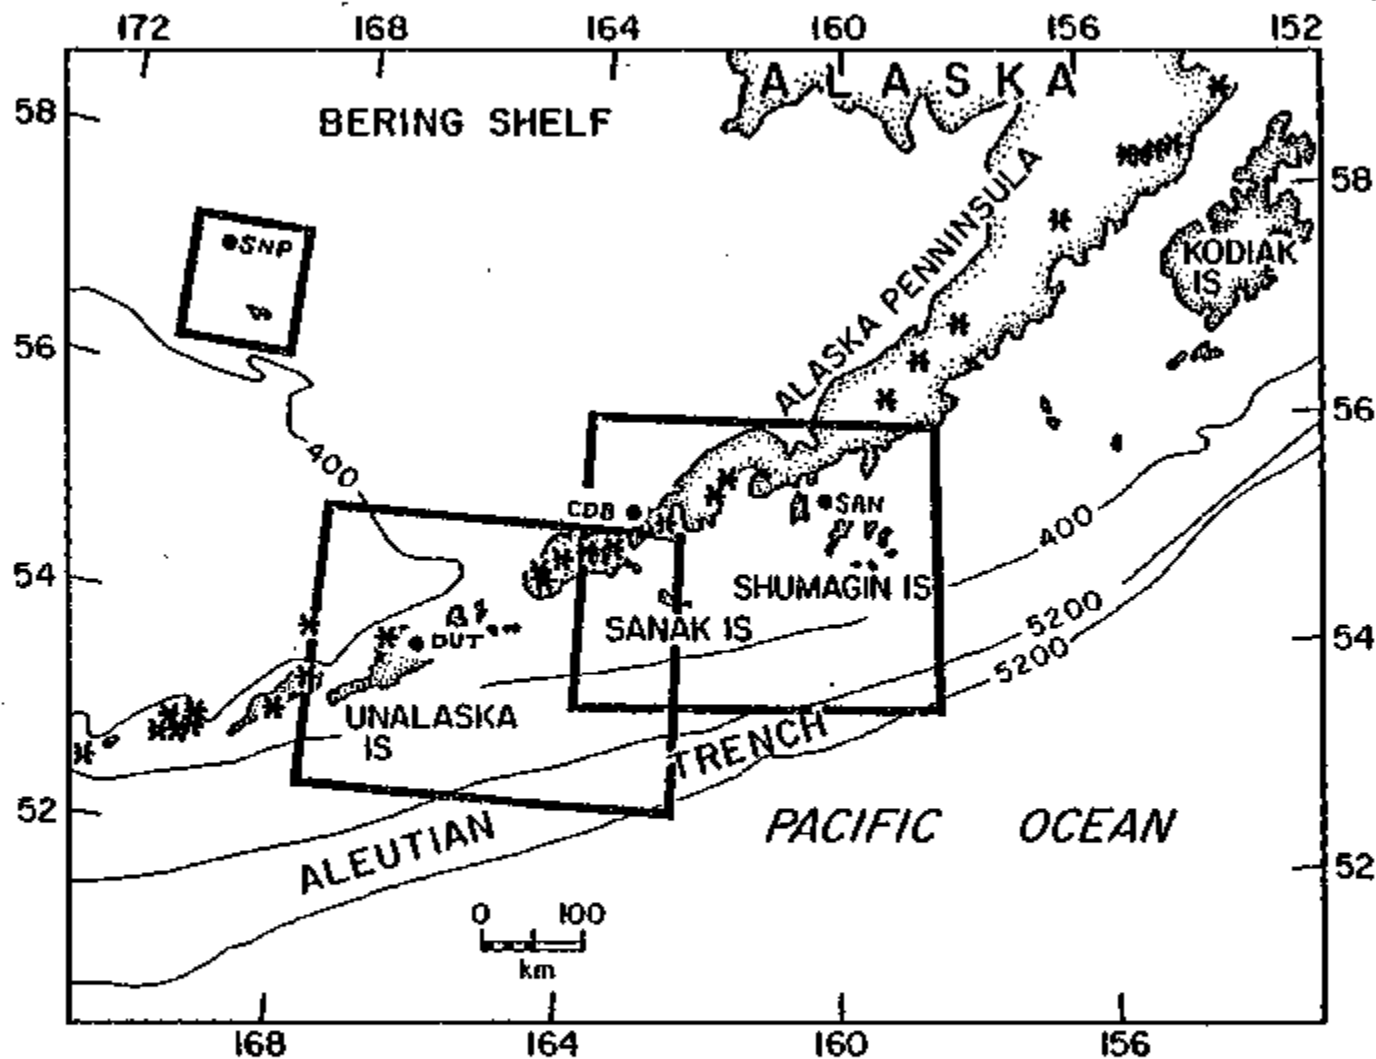 172 168 164 160 156 152
ALASKA
58
BERING SHELF
58
ALASKA PENNINSULA
SNP
KODIAK
IS
56
56
400
CDB
SAN
400
54
SHUMAGIN IS
5200
SANAK IS
DUT
54
5200
UNALASKA
IS
TRENCH
52
PACIFIC OCEAN
ALEUTIAN
52
0 100
km
168 164 160 156